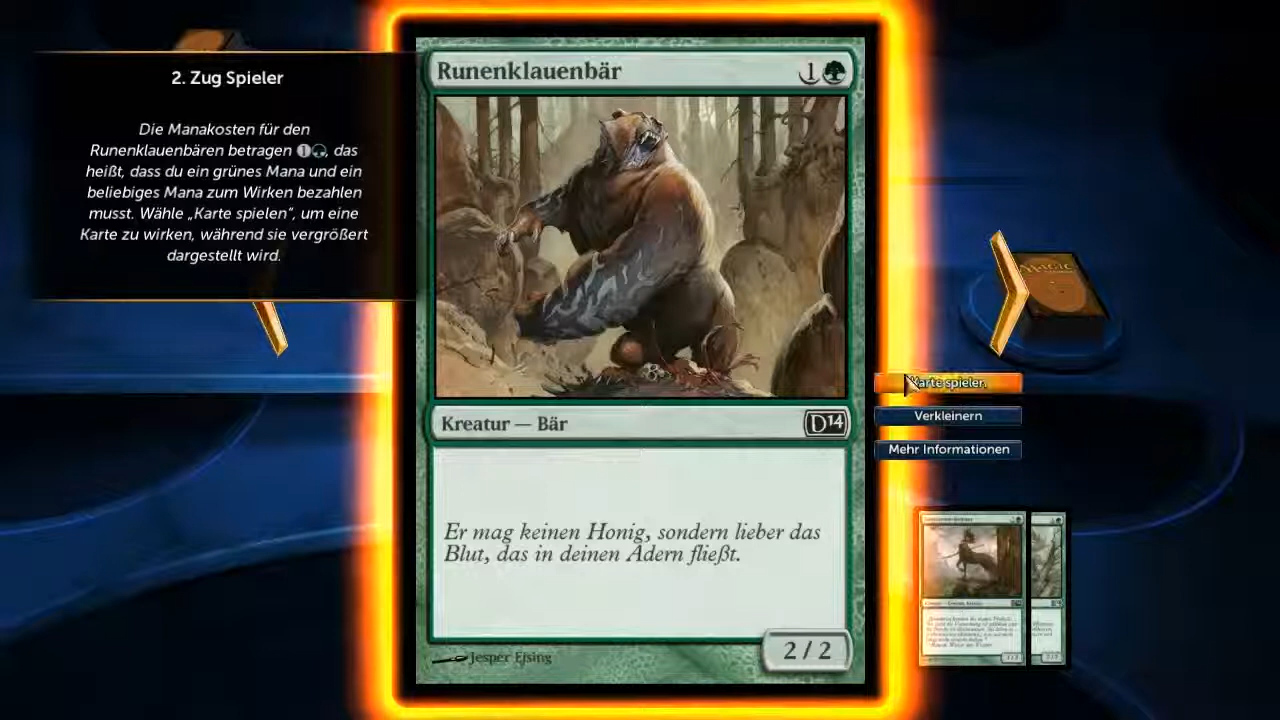 2. Zug Spieler
Die Manakosten für den
Runenklauenbären betragen 1, das
heißt, dass du ein grünes Mana und ein
beliebiges Mana zum Wirken bezahlen
musst. Wähle „Karte spielen“, um eine
Karte zu wirken, während sie vergrößert
dargestellt wird.
Runenklauenbär 1
Kreatur — Bär D14
Er mag keinen Honig, sondern lieber das
Blut, das in deinen Adern fließt.
Jesper Ejsing
2 / 2
MAGIC
Karte spielen
Verkleinern
Mehr Informationen